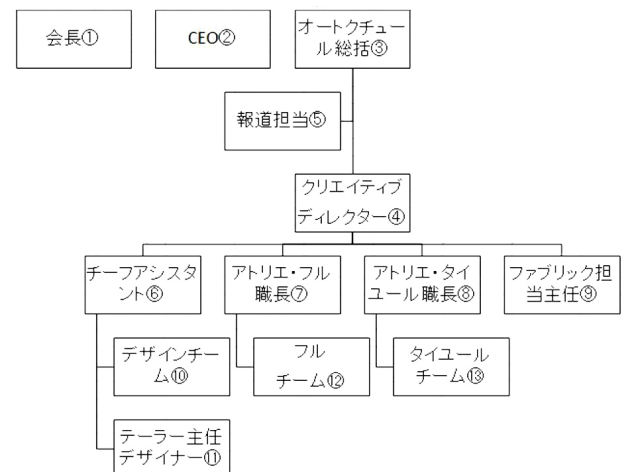 会長①
CEO②
オートクチュー
ル総括③
報道担当⑤
クリエイティブ
ディレクター④
チーフアシスタ
ント⑥
アトリエ・フル
職長⑦
アトリエ・タイ
ユール職長⑧
ファブリック担
当主任⑨
デザインチー
ム⑩
フル
チーム⑫
タイユール
チーム⑬
テーラー主任
デザイナー⑪